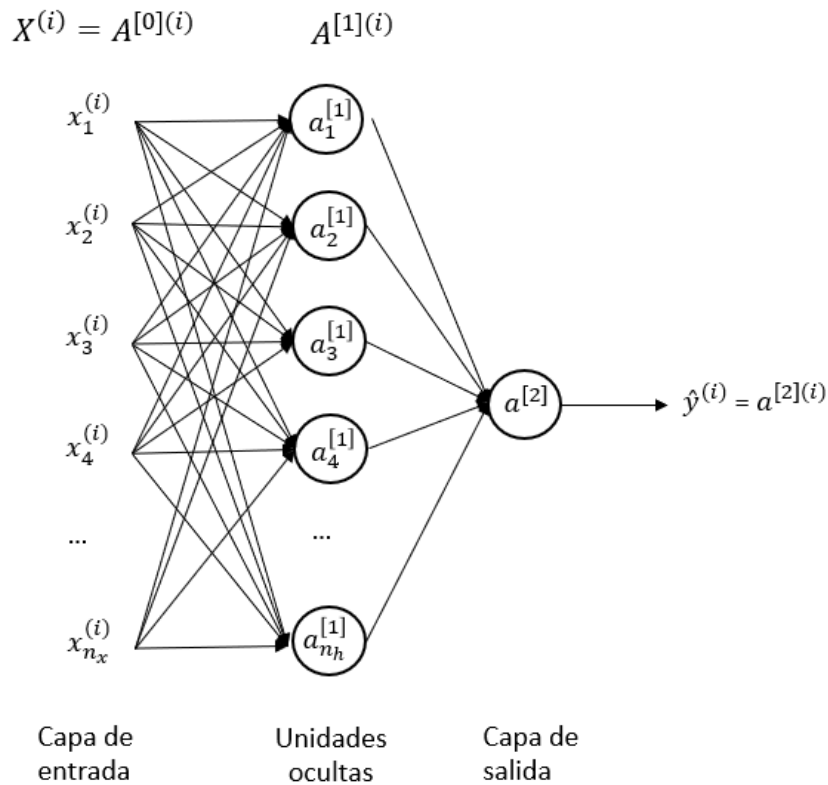 X^(i) = A^[0](i)
A^[1](i)
x_1^(i)
a_1^[1]
x_2^(i)
a_2^[1]
x_3^(i)
a_3^[1]
a^[2]
ŷ^(i) = a^[2](i)
x_4^(i)
a_4^[1]
...
...
x_{n_x}^(i)
a_{n_h}^[1]
Capa de
entrada
Unidades
ocultas
Capa de
salida